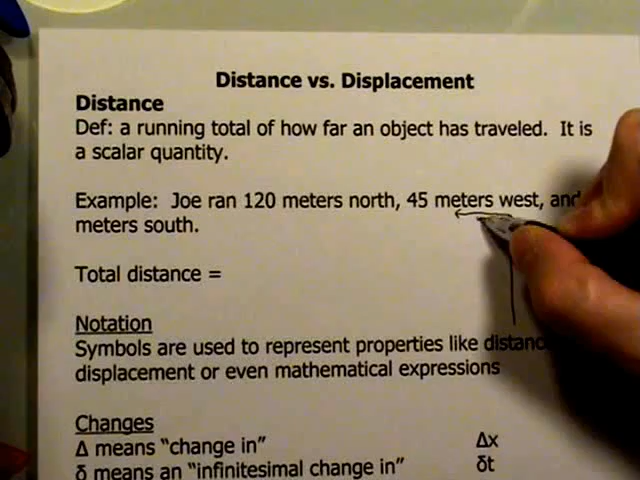 Distance vs. Displacement
Distance
Def: a running total of how far an object has traveled. It is
a scalar quantity.
Example: Joe ran 120 meters north, 45 meters west, and
meters south.
Total distance =
Notation
Symbols are used to represent properties like
displacement or even mathematical expressions
Changes
Δ means “change in” Δx
δ means an “infinitesimal change in” δt